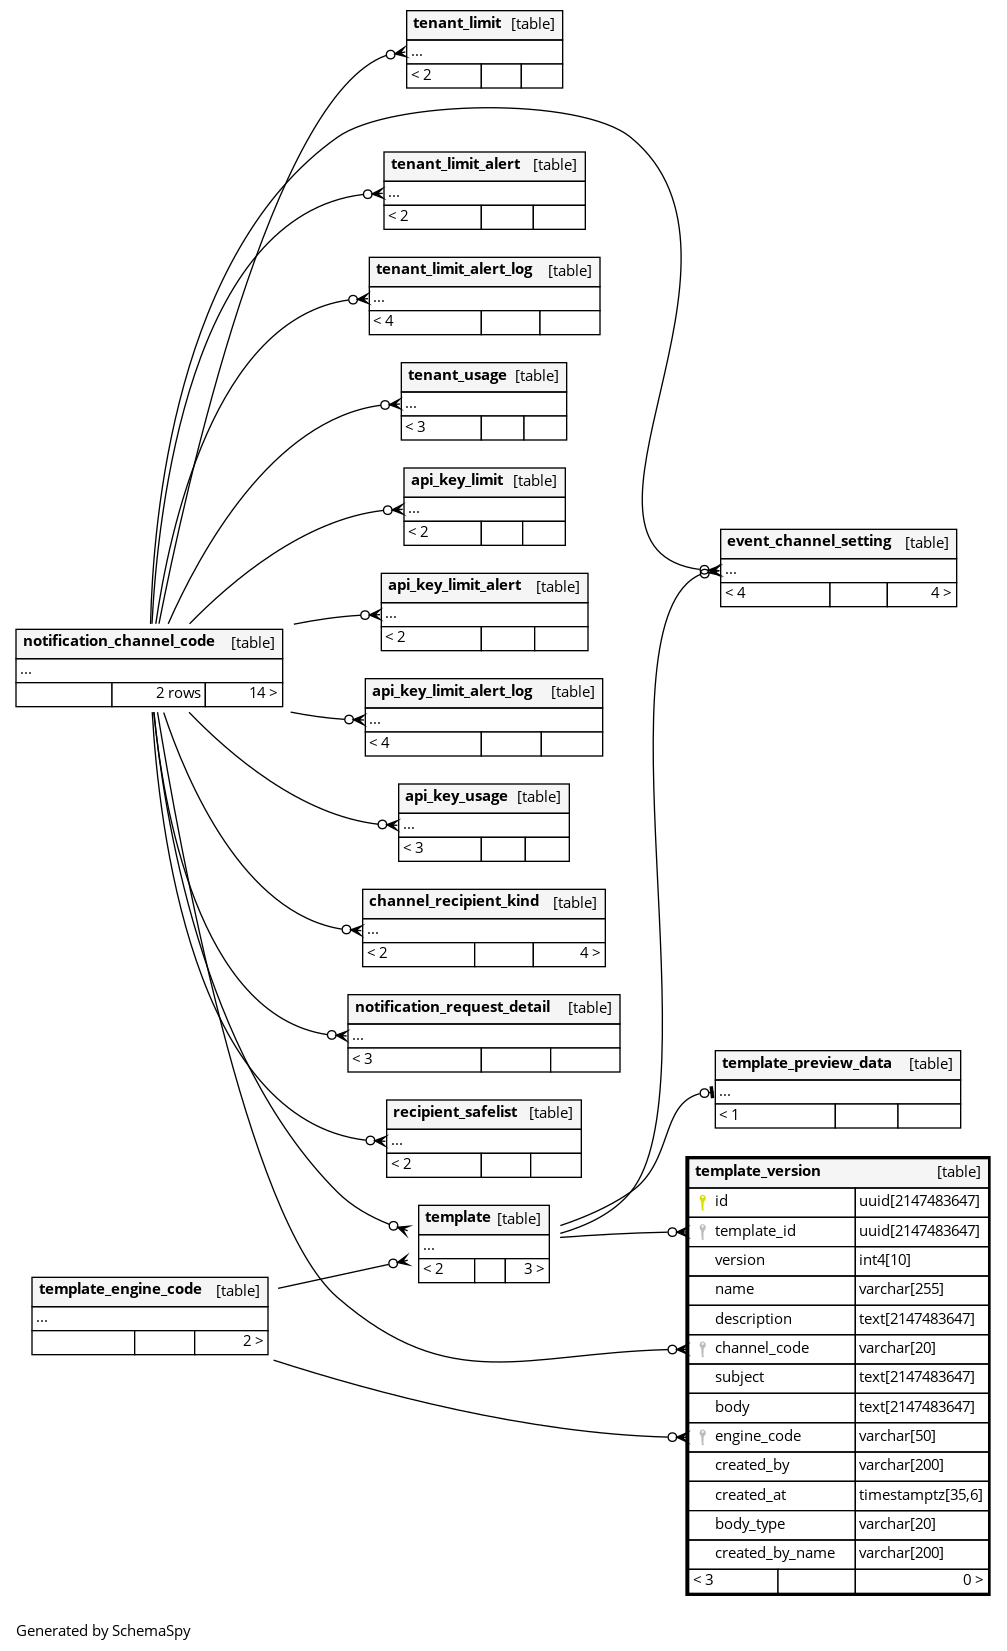 tenant_limit [table]
...
< 2
tenant_limit_alert [table]
...
< 2
tenant_limit_alert_log [table]
...
< 4
tenant_usage [table]
...
< 3
api_key_limit [table]
...
< 2
event_channel_setting [table]
...
< 4 4 >
api_key_limit_alert [table]
...
< 2
notification_channel_code [table]
...
2 rows 14 >
api_key_limit_alert_log [table]
...
< 4
api_key_usage [table]
...
< 3
channel_recipient_kind [table]
...
< 2 4 >
notification_request_detail [table]
...
< 3
template_preview_data [table]
...
< 1
recipient_safelist [table]
...
< 2
template [table]
...
< 2 3 >
template_engine_code [table]
...
2 >
template_version [table]
id uuid[2147483647]
template_id uuid[2147483647]
version int4[10]
name varchar[255]
description text[2147483647]
channel_code varchar[20]
subject text[2147483647]
body text[2147483647]
engine_code varchar[50]
created_by varchar[200]
created_at timestamptz[35,6]
body_type varchar[20]
created_by_name varchar[200]
< 3 0 >
Generated by SchemaSpy